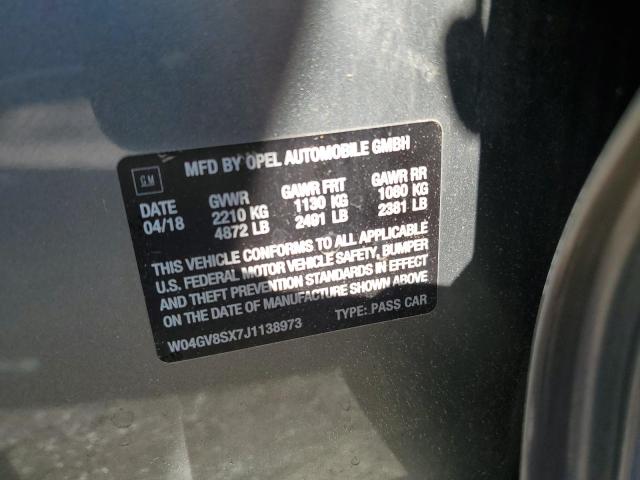 GM
MFD BY OPEL AUTOMOBILE GMBH
DATE GVWR GAWR FRT GAWR RR
04/18 2210 KG 1130 KG 1080 KG
4872 LB 2491 LB 2381 LB
THIS VEHICLE CONFORMS TO ALL APPLICABLE
U.S. FEDERAL MOTOR VEHICLE SAFETY, BUMPER
AND THEFT PREVENTION STANDARDS IN EFFECT
ON THE DATE OF MANUFACTURE SHOWN ABOVE
W04GV8SX7J1138973 TYPE: PASS CAR